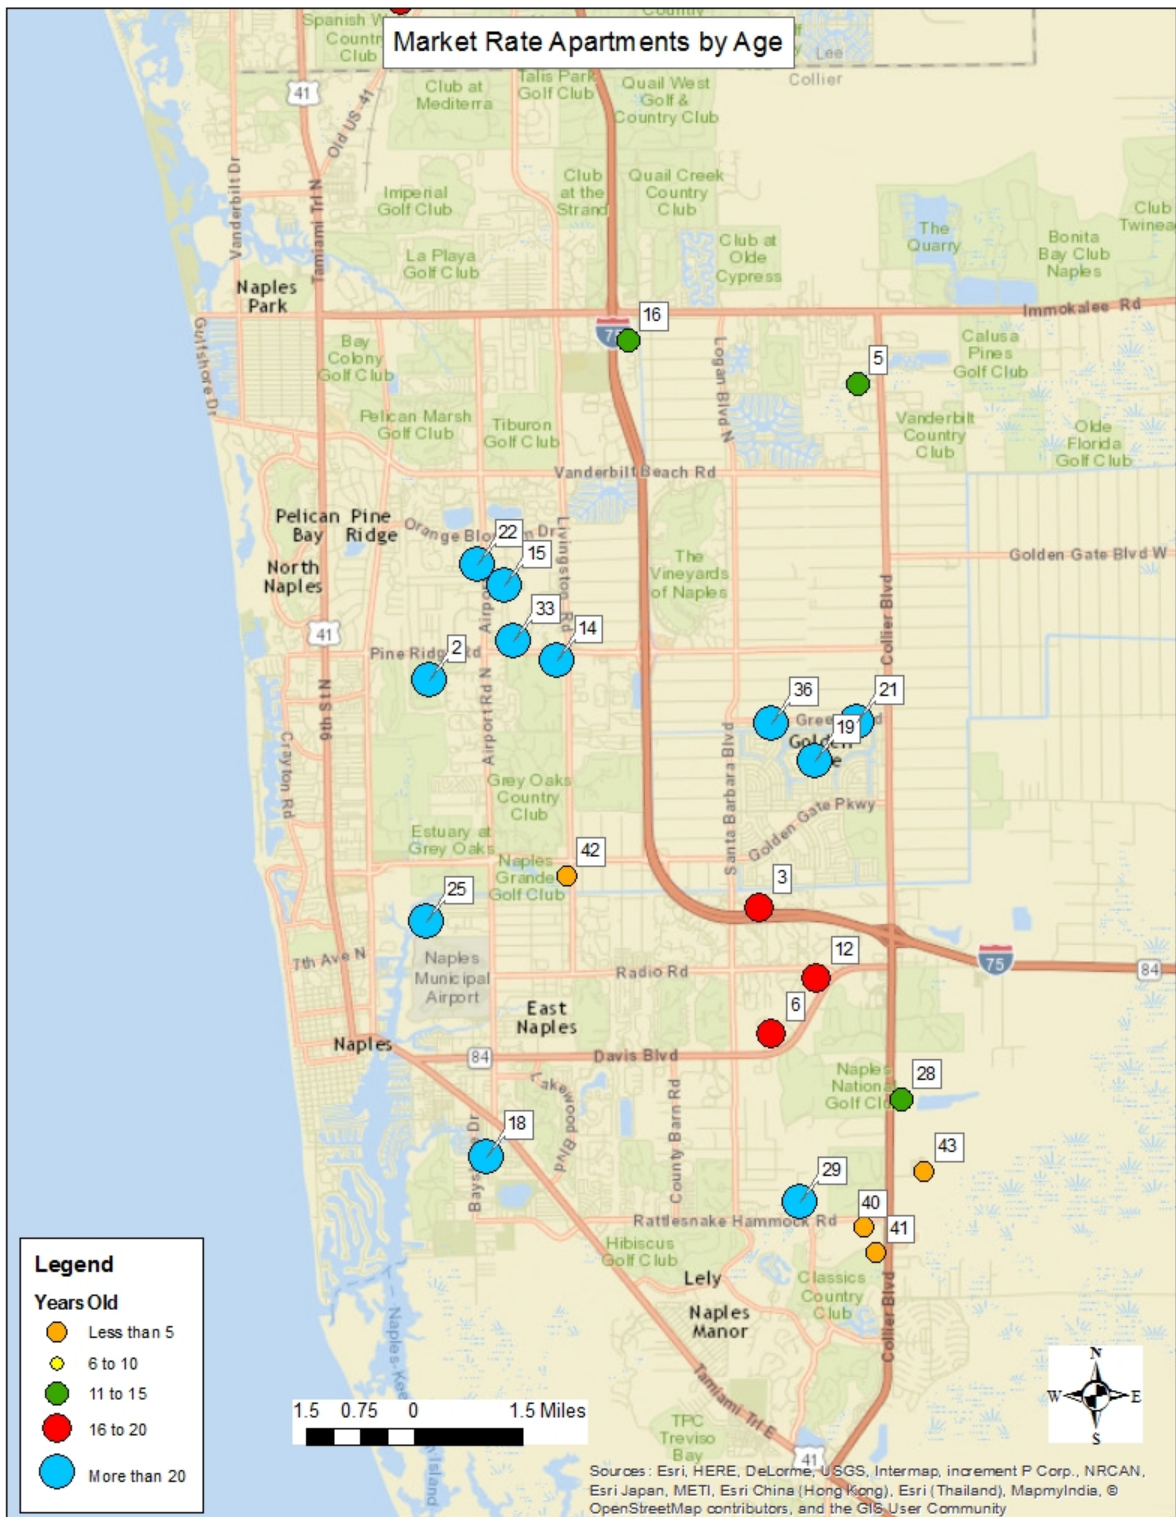 Market Rate Apartments by Age
Spanish W
Country
Club
Country
Lee
Collier
41
Old US-41
Club at
Mediterra
Talis Park
Golf Club
Quail West
Golf &
Country Club
Vanderbilt Dr
Tamiami Trl N
Imperial
Golf Club
Club
at the
Strand
Quail Creek
Country
Club
La Playa
Golf Club
Club at
Olde
Cypress
The
Quarry
Bonita
Bay Club
Naples
Club
Twinea
Naples
Park
Immokalee Rd
16
75
5
Gulfshore Dr
Bay
Colony
Golf Club
Logan Blvd N
Calusa
Pines
Golf Club
Pelican Marsh
Golf Club
Tiburon
Golf Club
Vanderbilt
Country
Club
Olde
Florida
Golf Club
Vanderbilt Beach Rd
Pelican
Bay
Pine
Ridge
Orange Blossom Dr
Livingston Rd
22
15
North
Naples
The
Vineyards
of Naples
Golden Gate Blvd W
Collier Blvd
41
33
14
Pine Ridge Rd
2
Airport Rd N
9th St N
Crayton Rd
36
21
Green
19
Golden
Santa Barbara Blvd
Golden Gate Pkwy
Grey Oaks
Country
Club
Estuary at
Grey Oaks
42
Naples
Grande
Golf Club
3
25
7th Ave N
Naples
Municipal
Airport
Radio Rd
12
75
84
East
Naples
6
Naples
84
Davis Blvd
Naples
National
Golf Cl
28
Lakewood Blvd
County Barn Rd
18
43
29
40
Rattlesnake Hammock Rd
41
Hibiscus
Golf Club
Lely
Classics
Country
Club
Naples
Manor
Collier Blvd
Tamiami Trl E
TPC
Treviso
Bay
41
Legend
Years Old
Less than 5
6 to 10
11 to 15
16 to 20
More than 20
1.5 0.75 0 1.5 Miles
N
W E
S
Sources: Esri, HERE, DeLorme, USGS, Intermap, increment P Corp., NRCAN,
Esri Japan, METI, Esri China (Hong Kong), Esri (Thailand), MapmyIndia, ©
OpenStreetMap contributors, and the GIS User Community